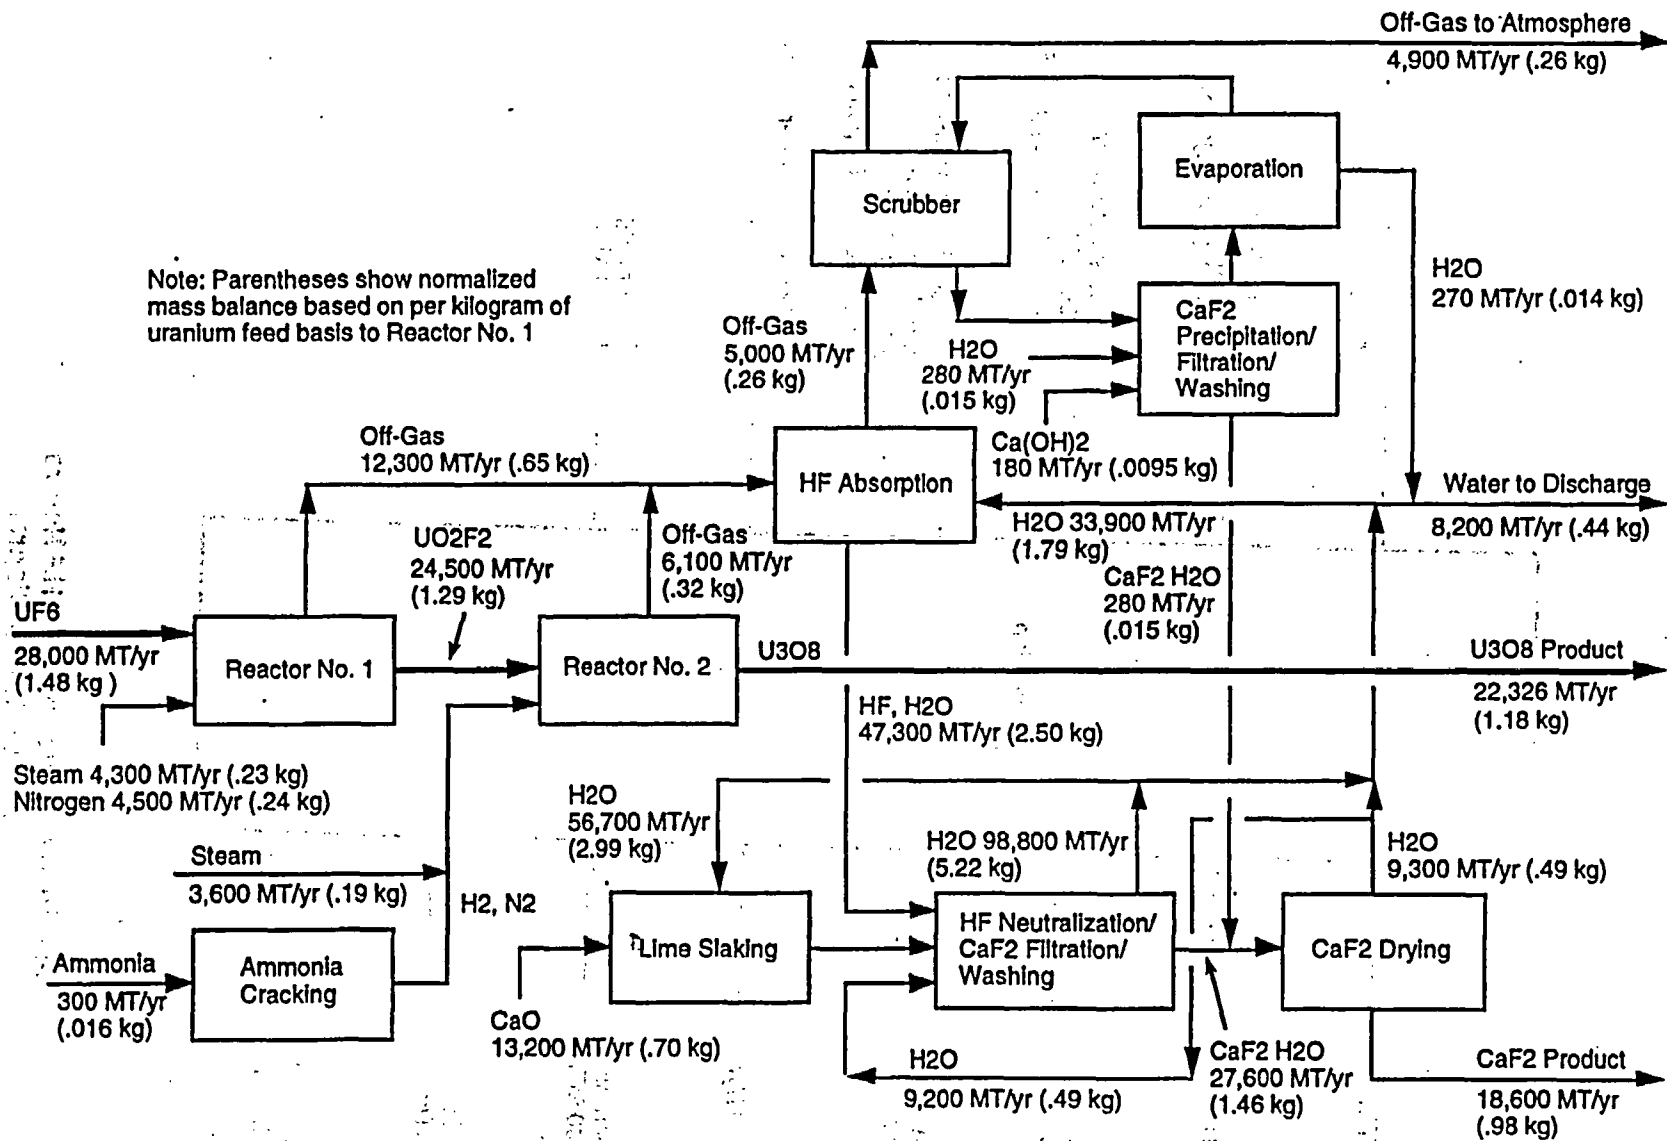 Off-Gas to Atmosphere
4,900 MT/yr (.26 kg)
Evaporation
Scrubber
Note: Parentheses show normalized
mass balance based on per kilogram of
uranium feed basis to Reactor No. 1
H2O
270 MT/yr (.014 kg)
CaF2
Precipitation/
Filtration/
Washing
Off-Gas
5,000 MT/yr
(.26 kg)
H2O
280 MT/yr
(.015 kg)
Off-Gas
12,300 MT/yr (.65 kg)
Ca(OH)2
180 MT/yr (.0095 kg)
HF Absorption
Water to Discharge
8,200 MT/yr (.44 kg)
H2O 33,900 MT/yr
(1.79 kg)
UO2F2
24,500 MT/yr
(1.29 kg)
Off-Gas
6,100 MT/yr
(.32 kg)
CaF2 H2O
280 MT/yr
(.015 kg)
UF6
28,000 MT/yr
(1.48 kg )
Reactor No. 1
Reactor No. 2
U3O8
U3O8 Product
22,326 MT/yr
(1.18 kg)
HF, H2O
47,300 MT/yr (2.50 kg)
Steam 4,300 MT/yr (.23 kg)
Nitrogen 4,500 MT/yr (.24 kg)
H2O
56,700 MT/yr
(2.99 kg)
H2O 98,800 MT/yr
(5.22 kg)
H2O
9,300 MT/yr (.49 kg)
Steam
3,600 MT/yr (.19 kg)
H2, N2
Lime Slaking
HF Neutralization/
CaF2 Filtration/
Washing
CaF2 Drying
Ammonia
300 MT/yr
(.016 kg)
Ammonia
Cracking
CaO
13,200 MT/yr (.70 kg)
H2O
9,200 MT/yr (.49 kg)
CaF2 H2O
27,600 MT/yr
(1.46 kg)
CaF2 Product
18,600 MT/yr
(.98 kg)